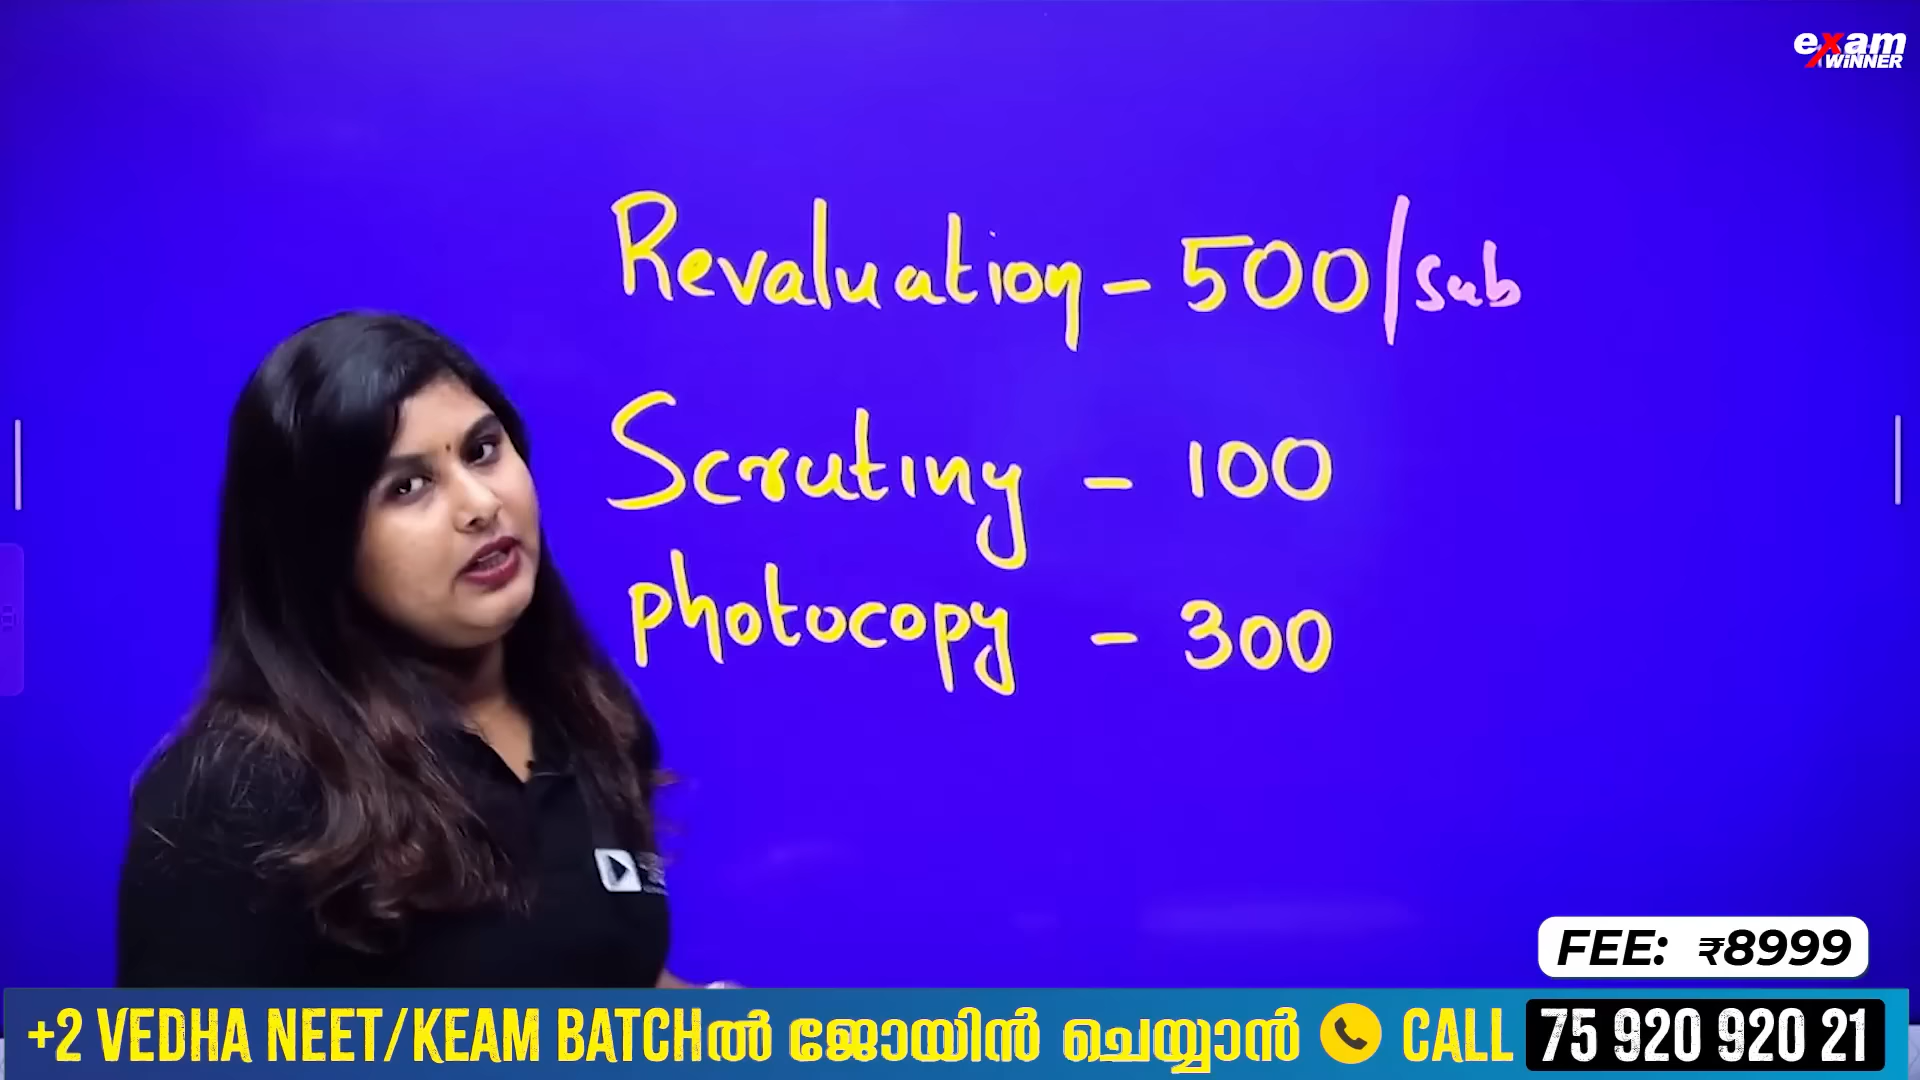 exam
WINNER
Revaluation - 500/sub
Scrutiny - 100
photocopy - 300
FEE: ₹8999
+2 VEDHA NEET/KEAM BATCHൽ ജോയിൻ ചെയ്യാൻ CALL 75 920 920 21